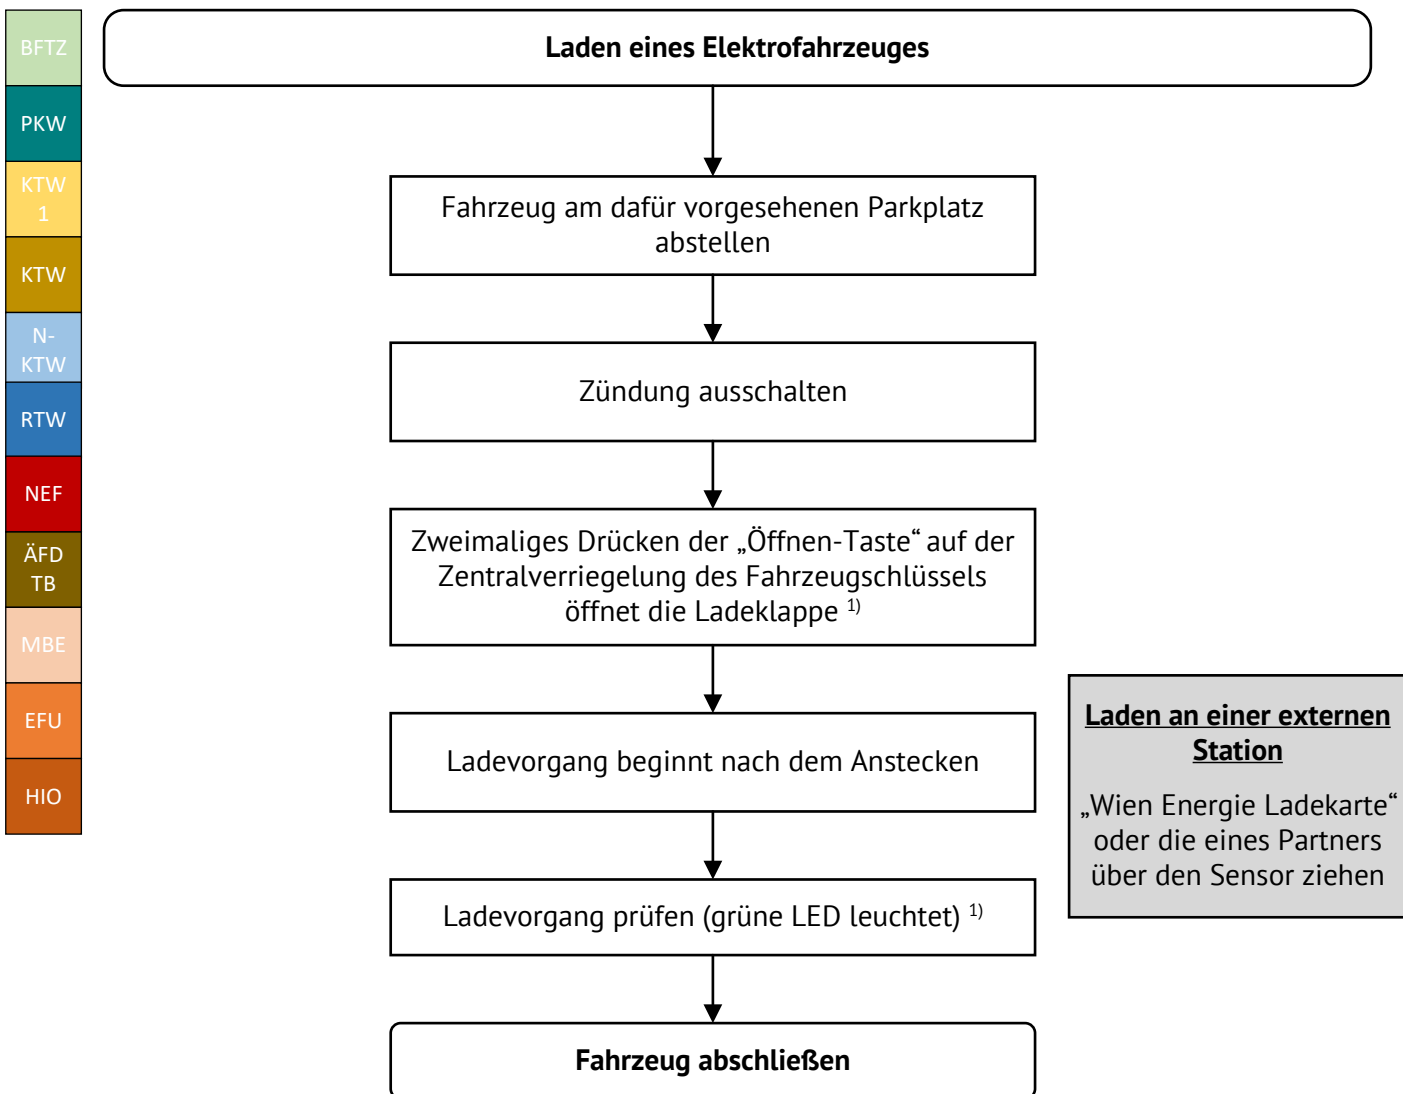 BFTZ
PKW
KTW
1
KTW
N-
KTW
RTW
NEF
ÄFD
TB
MBE
EFU
HIO
Laden eines Elektrofahrzeuges
Fahrzeug am dafür vorgesehenen Parkplatz
abstellen
Zündung ausschalten
Zweimaliges Drücken der „Öffnen-Taste“ auf der
Zentralverriegelung des Fahrzeugschlüssels
öffnet die Ladeklappe 1)
Ladevorgang beginnt nach dem Anstecken
Laden an einer externen
Station
„Wien Energie Ladekarte“
oder die eines Partners
über den Sensor ziehen
Ladevorgang prüfen (grüne LED leuchtet) 1)
Fahrzeug abschließen